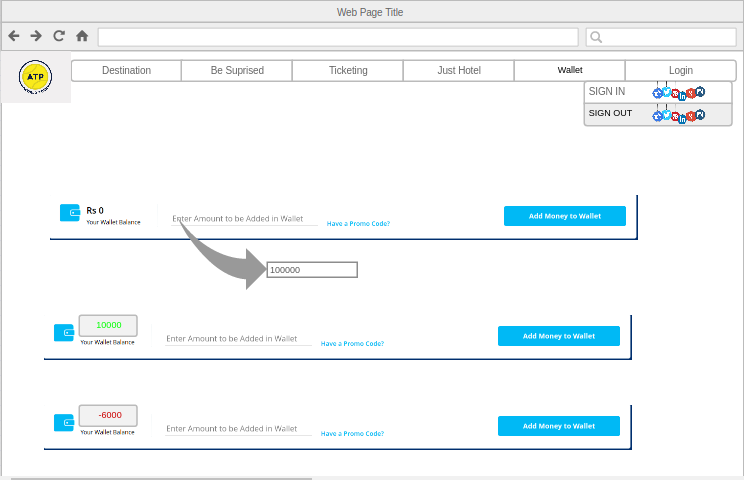 Web Page Title
ATP
Destination
Be Suprised
Ticketing
Just Hotel
Wallet
Login
SIGN IN
SIGN OUT
Rs 0
Your Wallet Balance
Enter Amount to be Added in Wallet
Have a Promo Code?
Add Money to Wallet
100000
10000
Your Wallet Balance
Enter Amount to be Added in Wallet
Have a Promo Code?
Add Money to Wallet
-6000
Your Wallet Balance
Enter Amount to be Added in Wallet
Have a Promo Code?
Add Money to Wallet